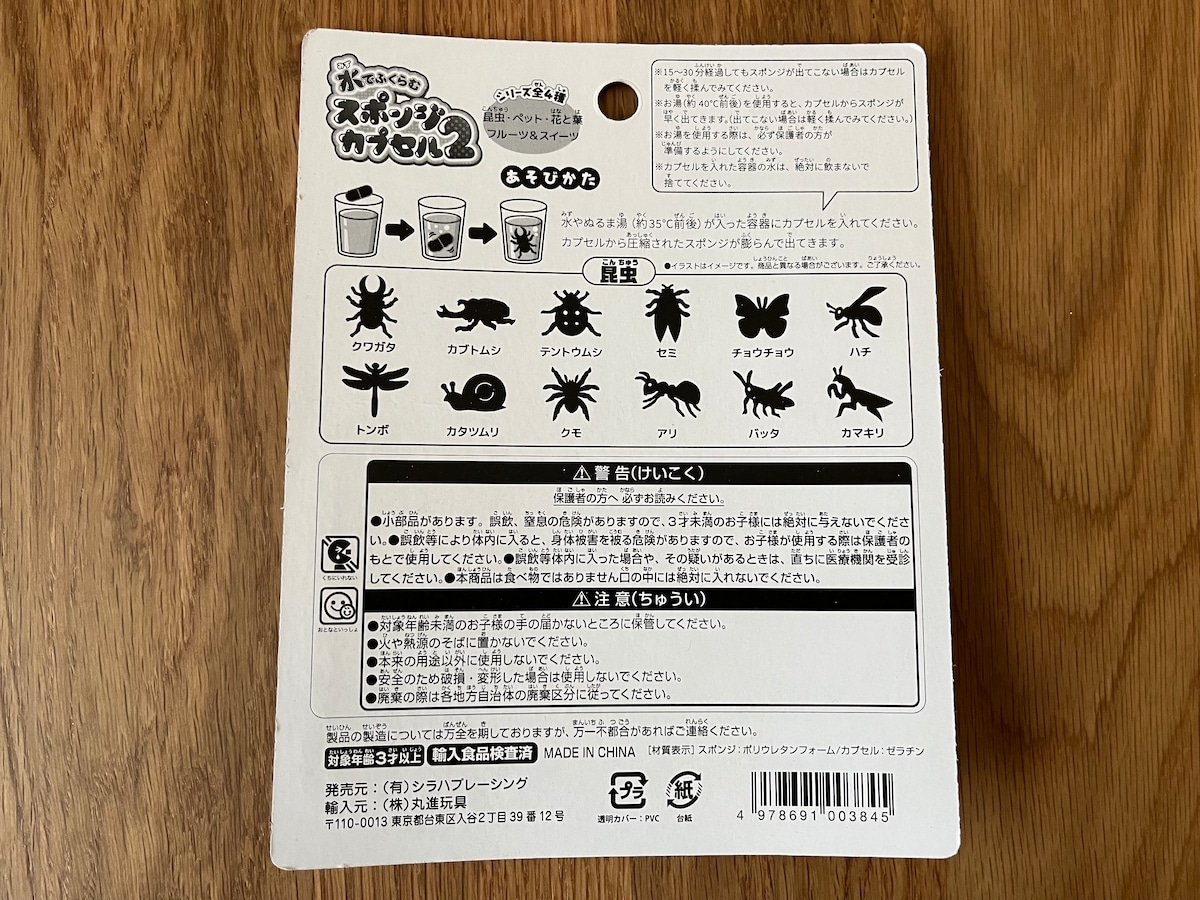 水でふくらむ
スポンジ
カプセル2
シリーズ全4種
昆虫・ペット・花と葉
フルーツ&スイーツ
※15〜30分経過してもスポンジが出てこない場合はカプセル
を軽く揉んでみてください。
※お湯(約40℃前後)を使用すると、カプセルからスポンジが
早く出てきます。(出てこない場合は軽く揉んでみてください。)
※お湯を使用する際は、必ず保護者の方が
準備するようにしてください。
※カプセルを入れた容器の水は、絶対に飲まないで
捨ててください。
あそびかた
水やぬるま湯(約35℃前後)が入った容器にカプセルを入れてください。
カプセルから圧縮されたスポンジが膨らんで出てきます。
昆虫
●イラストはイメージです。商品と異なる場合がございます。ご了承ください。
クワガタ カブトムシ テントウムシ セミ チョウチョウ ハチ
トンボ カタツムリ クモ アリ バッタ カマキリ
警告(けいこく)
保護者の方へ 必ずお読みください。
●小部品があります。誤飲、窒息の危険がありますので、3才未満のお子様には絶対に与えないでくださ
い。●誤飲等により体内に入ると、身体被害を被る危険がありますので、お子様が使用する際は保護者の
もとで使用してください。●誤飲等体内に入った場合や、その疑いがあるときは、直ちに医療機関を受診
してください。●本商品は食べ物ではありません口の中には絶対に入れないでください。
くちにいれない
おとなといっしょ
注意(ちゅうい)
●対象年齢未満のお子様の手の届かないところに保管してください。
●火や熱源のそばに置かないでください。
●本来の用途以外に使用しないでください。
●安全のため破損・変形した場合は使用しないでください。
●廃棄の際は各地方自治体の廃棄区分に従ってください。
製品の製造については万全を期しておりますが、万一不都合があればご連絡ください。
対象年齢3才以上 輸入食品検査済 MADE IN CHINA [材質表示] スポンジ:ポリウレタンフォーム/カプセル:ゼラチン
発売元:(有)シラハブレーシング
輸入元:(株)丸進玩具
〒110-0013 東京都台東区入谷2丁目39番12号
プラ
透明カバー:PVC
紙
台紙
4 978691 003845